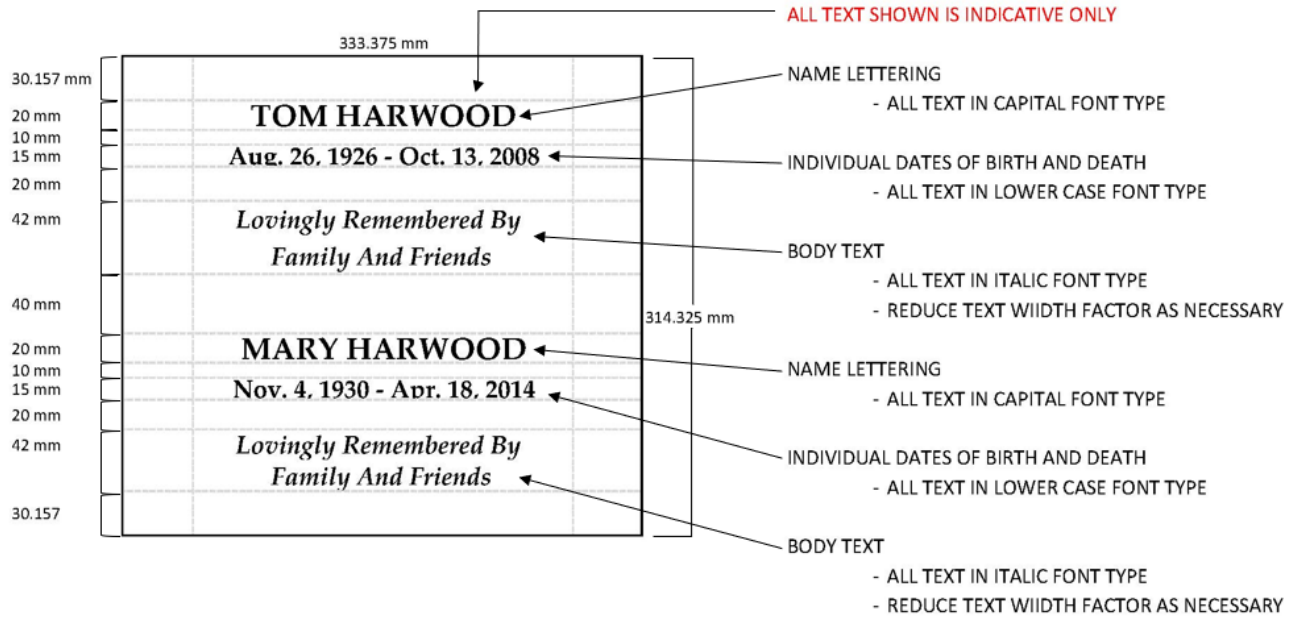 ALL TEXT SHOWN IS INDICATIVE ONLY
333.375 mm
30.157 mm
NAME LETTERING
- ALL TEXT IN CAPITAL FONT TYPE
20 mm
TOM HARWOOD
10 mm
15 mm
Aug. 26, 1926 - Oct. 13, 2008
INDIVIDUAL DATES OF BIRTH AND DEATH
- ALL TEXT IN LOWER CASE FONT TYPE
20 mm
42 mm
Lovingly Remembered By
Family And Friends
BODY TEXT
- ALL TEXT IN ITALIC FONT TYPE
- REDUCE TEXT WIIDTH FACTOR AS NECESSARY
40 mm
314.325 mm
20 mm
MARY HARWOOD
NAME LETTERING
- ALL TEXT IN CAPITAL FONT TYPE
10 mm
15 mm
Nov. 4, 1930 - Apr. 18, 2014
20 mm
42 mm
Lovingly Remembered By
Family And Friends
INDIVIDUAL DATES OF BIRTH AND DEATH
- ALL TEXT IN LOWER CASE FONT TYPE
30.157
BODY TEXT
- ALL TEXT IN ITALIC FONT TYPE
- REDUCE TEXT WIIDTH FACTOR AS NECESSARY